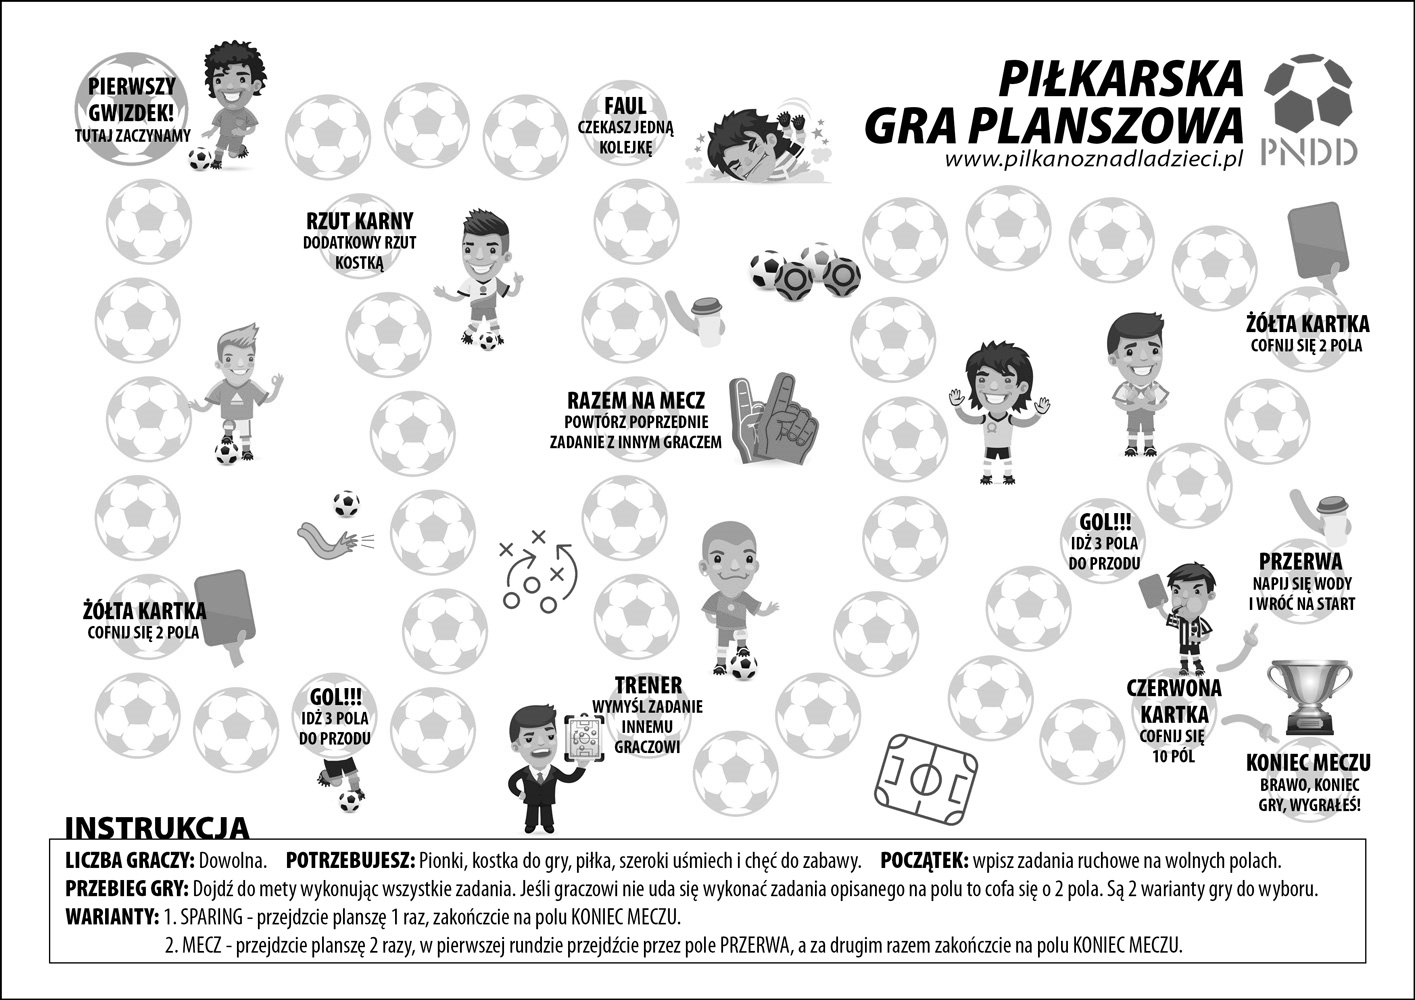 PIERWSZY
GWIZDEK!
TUTAJ ZACZYNAMY
FAUL
CZEKASZ JEDNĄ
KOLEJKĘ
PIŁKARSKA
GRA PLANSZOWA
www.pilkanoznadladzieci.pl
PNDD
RZUT KARNY
DODATKOWY RZUT
KOSTKĄ
ŻÓŁTA KARTKA
COFNIJ SIĘ 2 POLA
RAZEM NA MECZ
POWTÓRZ POPRZEDNIE
ZADANIE Z INNYM GRACZEM
GOL!!!
IDŹ 3 POLA
DO PRZODU
PRZERWA
NAPIJ SIĘ WODY
I WRÓĆ NA START
ŻÓŁTA KARTKA
COFNIJ SIĘ 2 POLA
GOL!!!
IDŹ 3 POLA
DO PRZODU
TRENER
WYMYŚL ZADANIE
INNEMU
GRACZOWI
CZERWONA
KARTKA
COFNIJ SIĘ
10 PÓL
KONIEC MECZU
BRAWO, KONIEC
GRY, WYGRAŁEŚ!
INSTRUKCJA
LICZBA GRACZY: Dowolna. POTRZEBUJESZ: Pionki, kostka do gry, piłka, szeroki uśmiech i chęć do zabawy. POCZĄTEK: wpisz zadania ruchowe na wolnych polach.
PRZEBIEG GRY: Dojdź do mety wykonując wszystkie zadania. Jeśli graczowi nie uda się wykonać zadania opisanego na polu to cofa się o 2 pola. Są 2 warianty gry do wyboru.
WARIANTY: 1. SPARING - przejdzcie planszę 1 raz, zakończcie na polu KONIEC MECZU.
2. MECZ - przejdzcie planszę 2 razy, w pierwszej rundzie przejdźcie przez pole PRZERWA, a za drugim razem zakończcie na polu KONIEC MECZU.